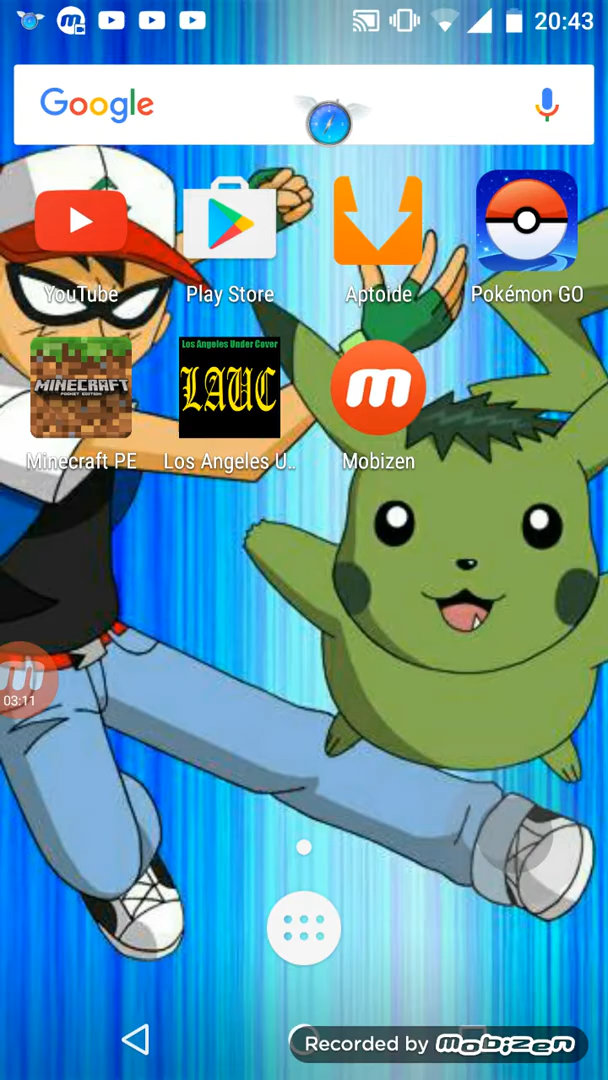 20:43
Google
YouTube
Play Store
Aptoide
Pokémon GO
MINECRAFT
POCKET EDITION
Los Angeles Under Cover
LAUC
m
Minecraft PE
Los Angeles U..
Mobizen
m
03:11
Recorded by mobizen